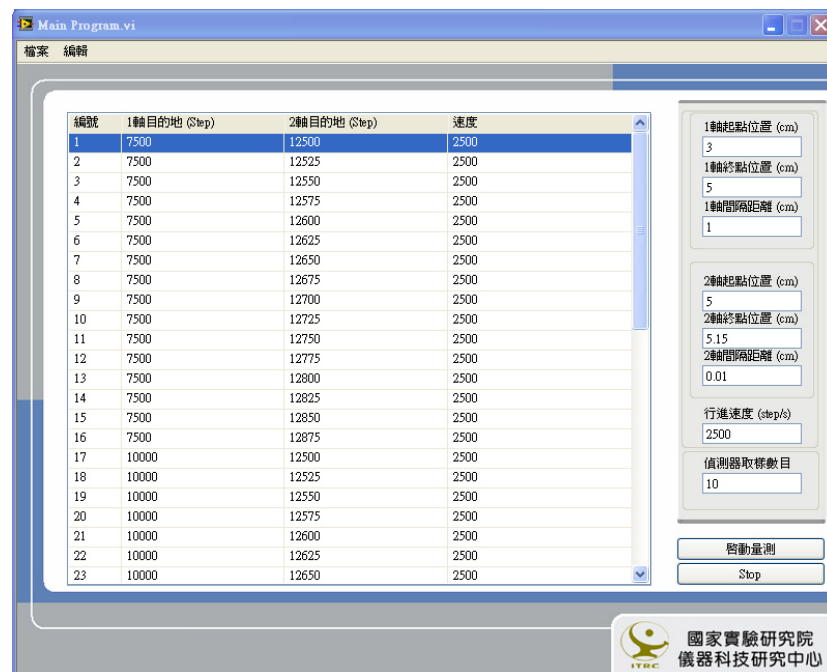 Main Program.vi
檔案 編輯
編號 1軸目的地 (Step) 2軸目的地 (Step) 速度
1 7500 12500 2500
2 7500 12525 2500
3 7500 12550 2500
4 7500 12575 2500
5 7500 12600 2500
6 7500 12625 2500
7 7500 12650 2500
8 7500 12675 2500
9 7500 12700 2500
10 7500 12725 2500
11 7500 12750 2500
12 7500 12775 2500
13 7500 12800 2500
14 7500 12825 2500
15 7500 12850 2500
16 7500 12875 2500
17 10000 12500 2500
18 10000 12525 2500
19 10000 12550 2500
20 10000 12575 2500
21 10000 12600 2500
22 10000 12625 2500
23 10000 12650 2500
1軸起點位置 (cm)
3
1軸終點位置 (cm)
5
1軸間隔距離 (cm)
1
2軸起點位置 (cm)
5
2軸終點位置 (cm)
5.15
2軸間隔距離 (cm)
0.01
行進速度 (step/s)
2500
偵測器取樣數目
10
啓動量測
Stop
ITRC
國家實驗研究院
儀器科技研究中心